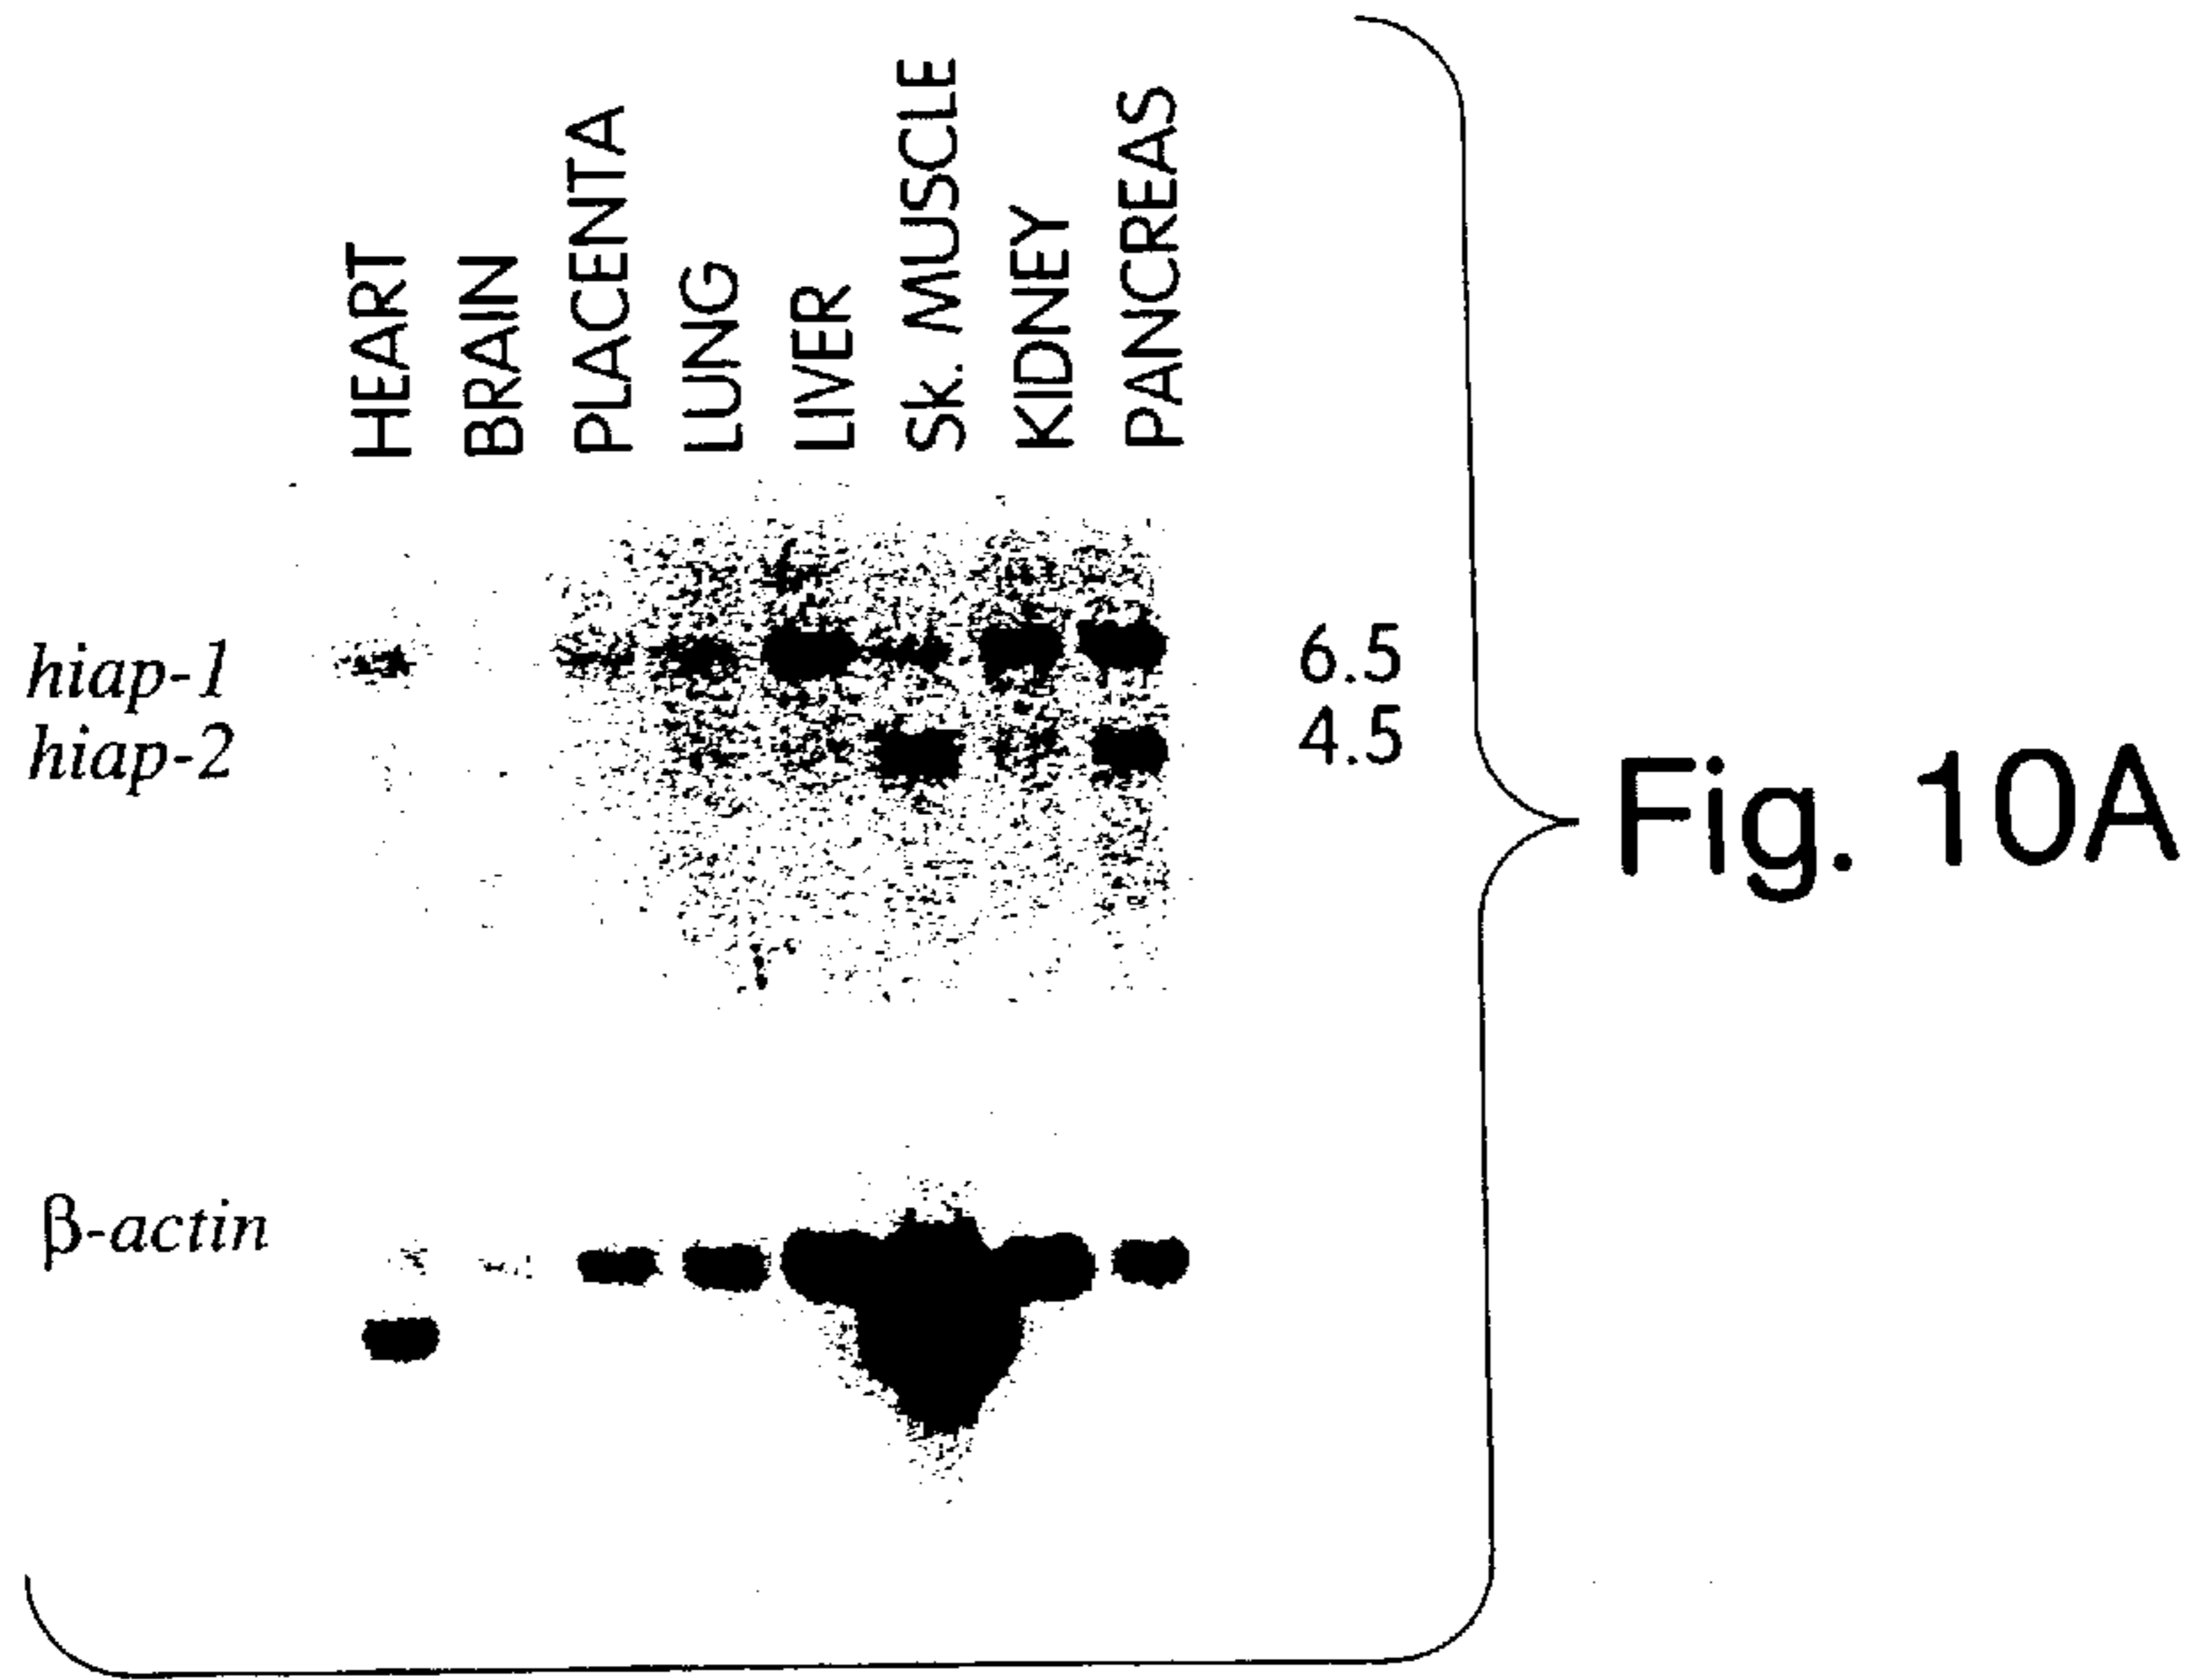 HEART
BRAIN
PLACENTA
LUNG
LIVER
Sk. MUSCLE
KIDNEY
PANCREAS
hiap-1
hiap-2
6.5
4.5
Fig. 10A
β-actin